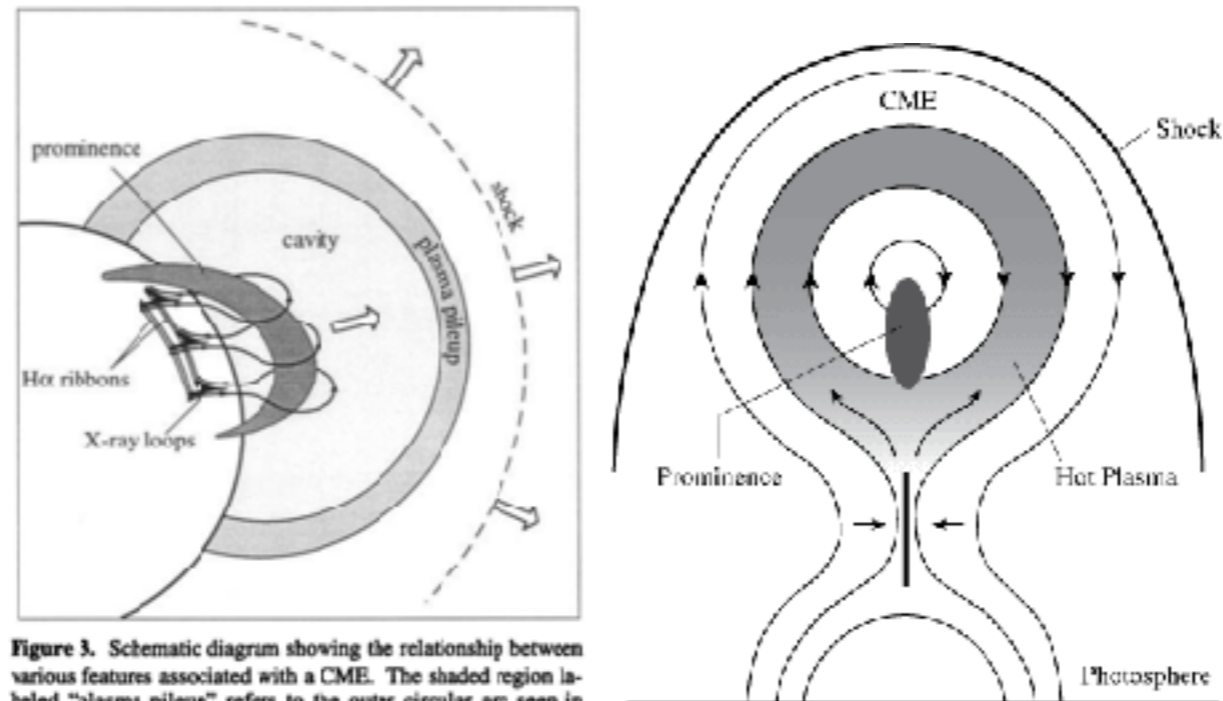 prominence
shock
cavity
plasma pileup
Hα ribbons
X-ray loops
Figure 3. Schematic diagram showing the relationship between
various features associated with a CME. The shaded region la-
beled "plasma pileup" refers to the outer circular arc seen in
CME
Shock
Prominence
Hot Plasma
Photosphere